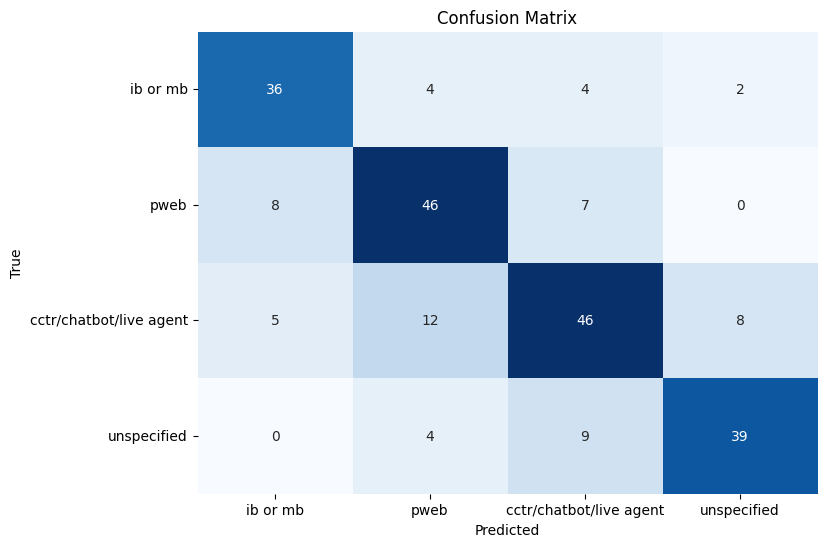 Confusion Matrix
True
ib or mb 36 4 4 2
pweb 8 46 7 0
cctr/chatbot/live agent 5 12 46 8
unspecified 0 4 9 39
ib or mb pweb cctr/chatbot/live agent unspecified
Predicted